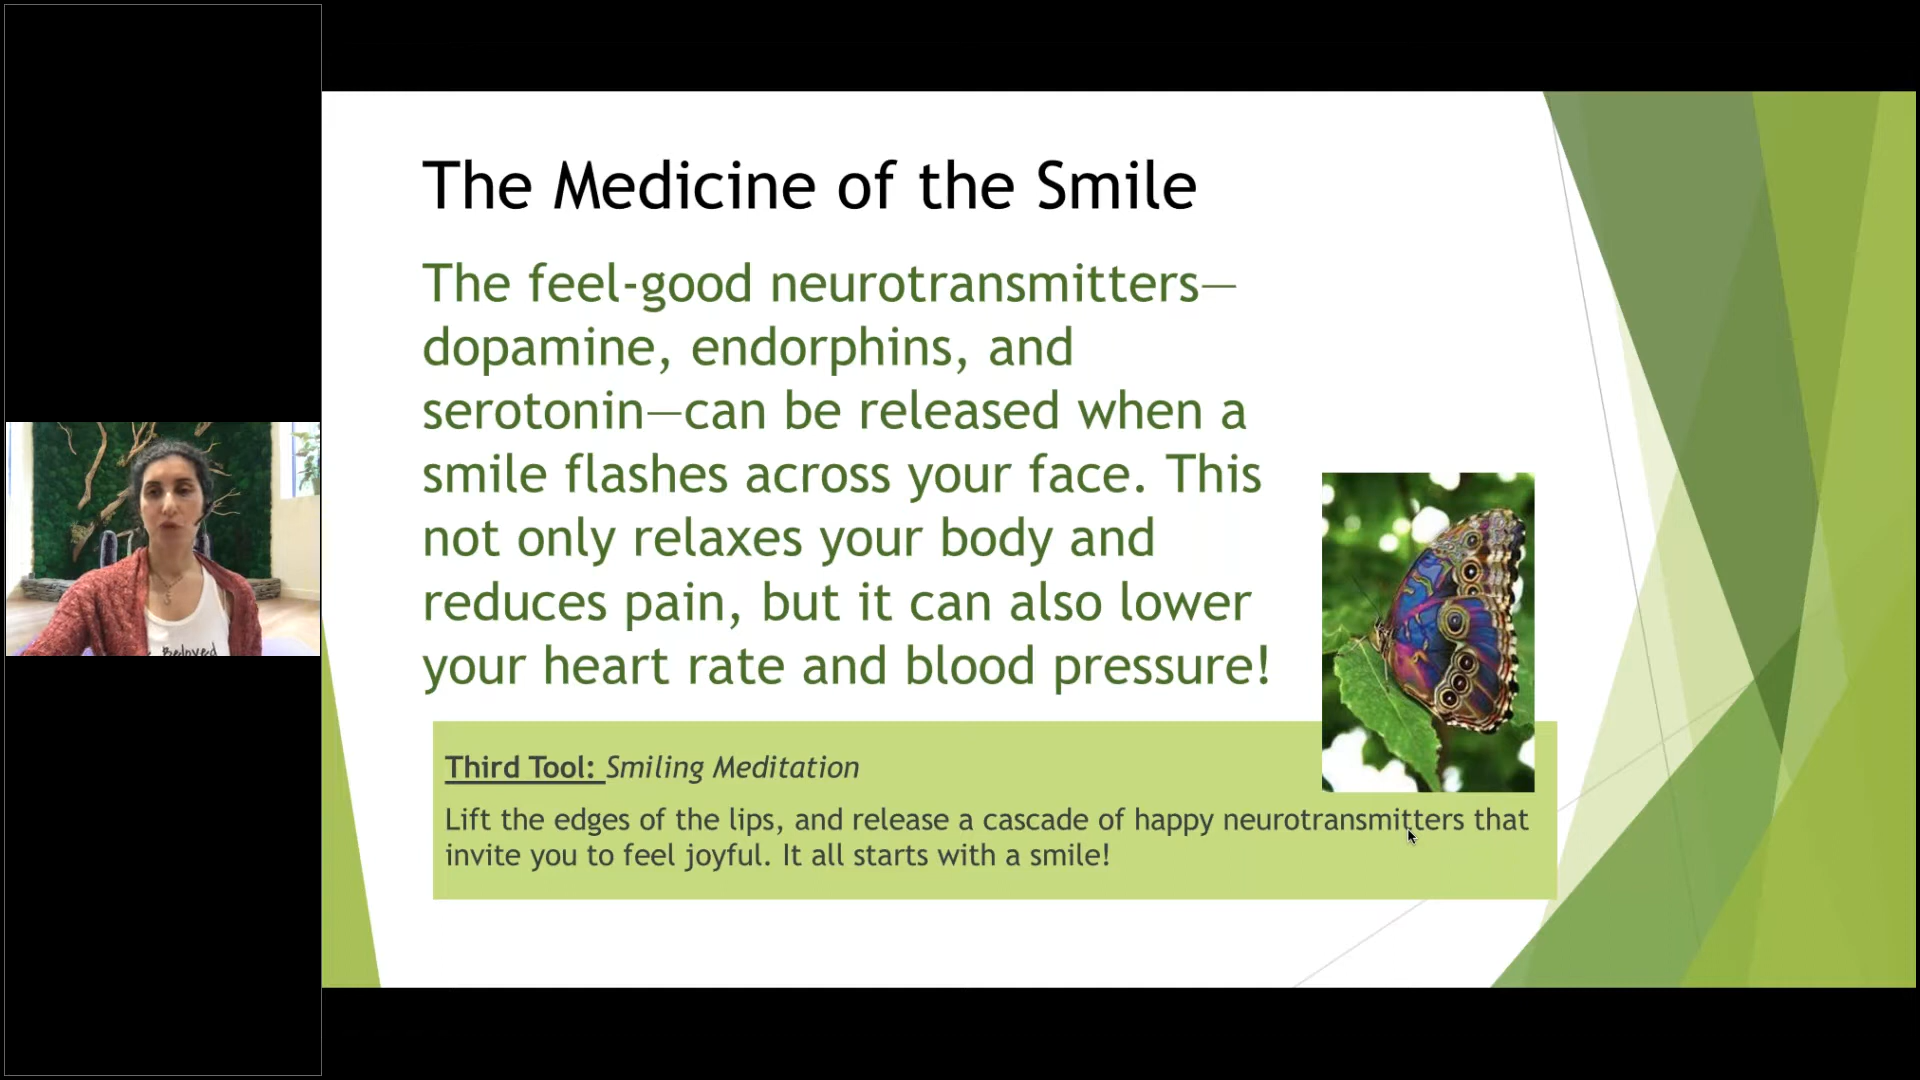 The Medicine of the Smile
The feel-good neurotransmitters—
dopamine, endorphins, and
serotonin—can be released when a
smile flashes across your face. This
not only relaxes your body and
reduces pain, but it can also lower
your heart rate and blood pressure!
Third Tool: Smiling Meditation
Lift the edges of the lips, and release a cascade of happy neurotransmitters that
invite you to feel joyful. It all starts with a smile!
Beloved